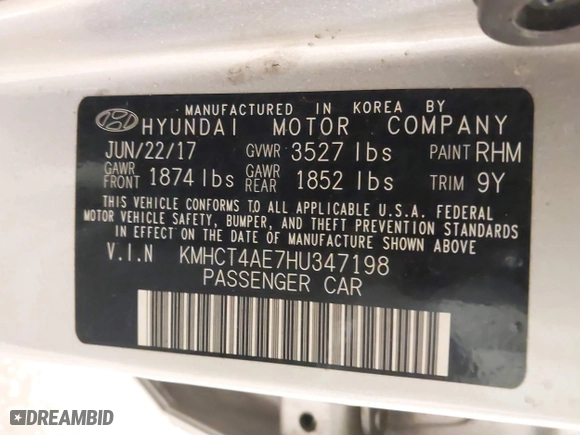 MANUFACTURED IN KOREA BY
HYUNDAI MOTOR COMPANY
JUN/22/17 GVWR 3527 lbs PAINT RHM
GAWR FRONT 1874 lbs GAWR REAR 1852 lbs TRIM 9Y
THIS VEHICLE CONFORMS TO ALL APPLICABLE U.S.A. FEDERAL
MOTOR VEHICLE SAFETY, BUMPER, AND THEFT PREVENTION STANDARDS
IN EFFECT ON THE DATE OF MANUFACTURE SHOWN ABOVE
V.I.N KMHCT4AE7HU347198
PASSENGER CAR
DREAMBID